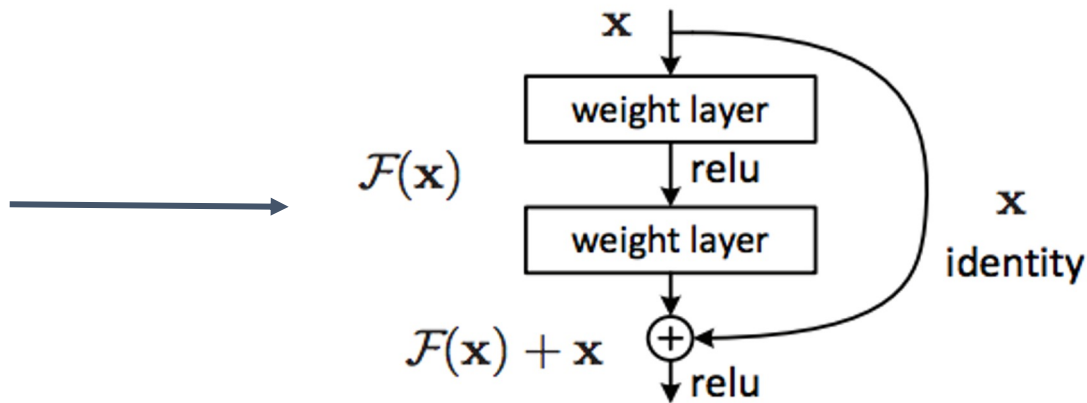 x
weight layer
F(x)
relu
weight layer
x
identity
F(x) + x
+
relu